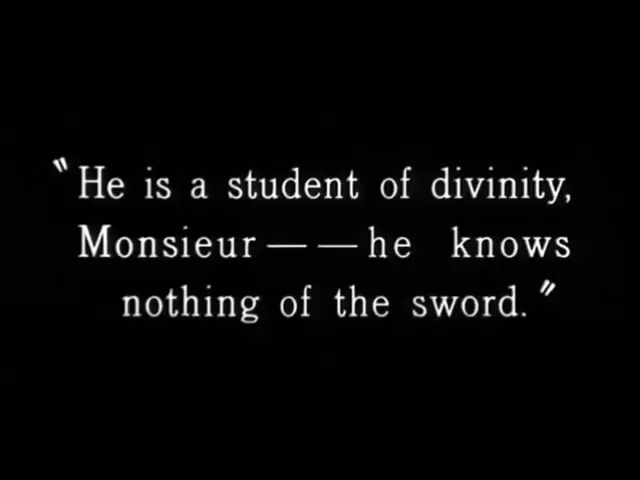 "He is a student of divinity,
Monsieur — — he knows
nothing of the sword."